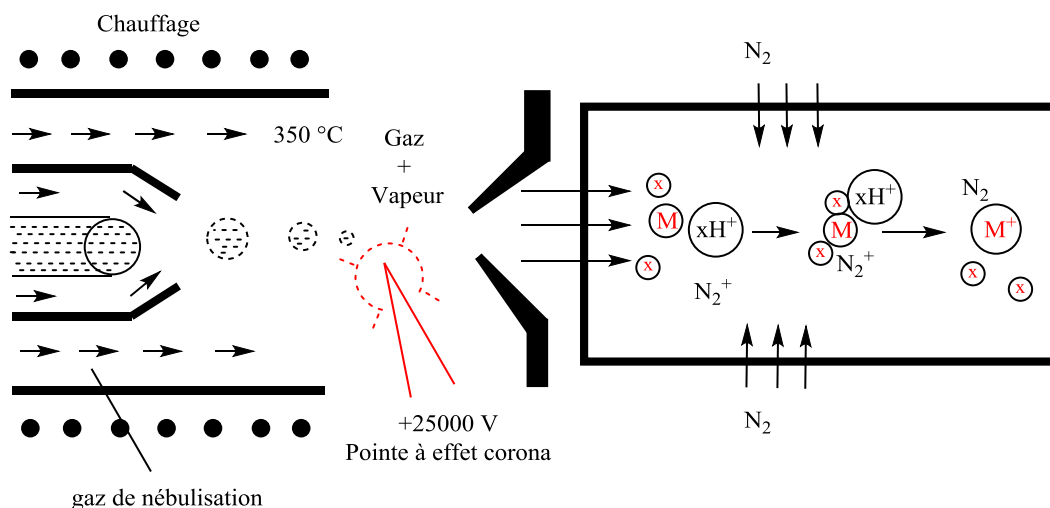 Chauffage
350 °C
Gaz
+
Vapeur
+25000 V
Pointe à effet corona
gaz de nébulisation
N₂
x
M
xH⁺
x
N₂⁺
x
xH⁺
M
x
N₂⁺
N₂
M⁺
x
x
N₂